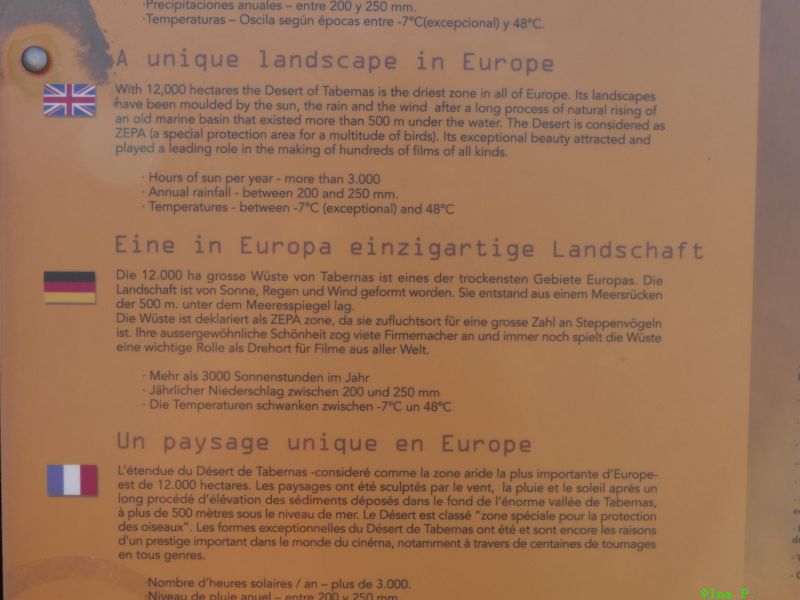 ·Precipitaciones anuales – entre 200 y 250 mm.
·Temperaturas – Oscila según épocas entre -7ºC(excepcional) y 48ºC.
A unique landscape in Europe
With 12,000 hectares the Desert of Tabernas is the driest zone in all of Europe. Its landscapes
have been moulded by the sun, the rain and the wind after a long process of natural rising of
an old marine basin that existed more than 500 m under the water. The Desert is considered as
ZEPA (a special protection area for a multitude of birds). Its exceptional beauty attracted and
played a leading role in the making of hundreds of films of all kinds.
· Hours of sun per year - more than 3.000
· Annual rainfall - between 200 and 250 mm.
· Temperatures - between -7ºC (exceptional) and 48ºC
Eine in Europa einzigartige Landschaft
Die 12.000 ha grosse Wüste von Tabernas ist eines der trockensten Gebiete Europas. Die
Landschaft ist von Sonne, Regen und Wind geformt worden. Sie entstand aus einem Meersrücken
der 500 m. unter dem Meeresspiegel lag.
Die Wüste ist deklariert als ZEPA zone, da sie zufluchtsort für eine grosse Zahl an Steppenvögeln
ist. Ihre aussergewöhnliche Schönheit zog viete Firmemacher an und immer noch spielt die Wüste
eine wichtige Rolle als Drehort für Filme aus aller Welt.
· Mehr als 3000 Sonnenstunden im Jahr
· Jährlicher Niederschlag zwischen 200 und 250 mm
· Die Temperaturen schwanken zwischen -7ºC un 48ºC
Un paysage unique en Europe
L'étendue du Désert de Tabernas -consideré comme la zone aride la plus importante d'Europe-
est de 12.000 hectares. Les paysages ont été sculptés par le vent, la pluie et le soleil aprés un
long procédé d'élévation des sédiments déposés dans le fond de l'énorme vallée de Tabernas,
à plus de 500 mètres sous le niveau de mer. Le Désert est classé "zone spéciale pour la protection
des oiseaux". Les formes exceptionnelles du Désert de Tabernas ont été et sont encore les raisons
d'un prestige important dans le monde du cinéma, notamment à travers de centaines de tournages
en tous genres.
·Nombre d'heures solaires / an – plus de 3.000.
·Niveau de pluie anuel – entre 200 y 250 mm.
©Ina P.